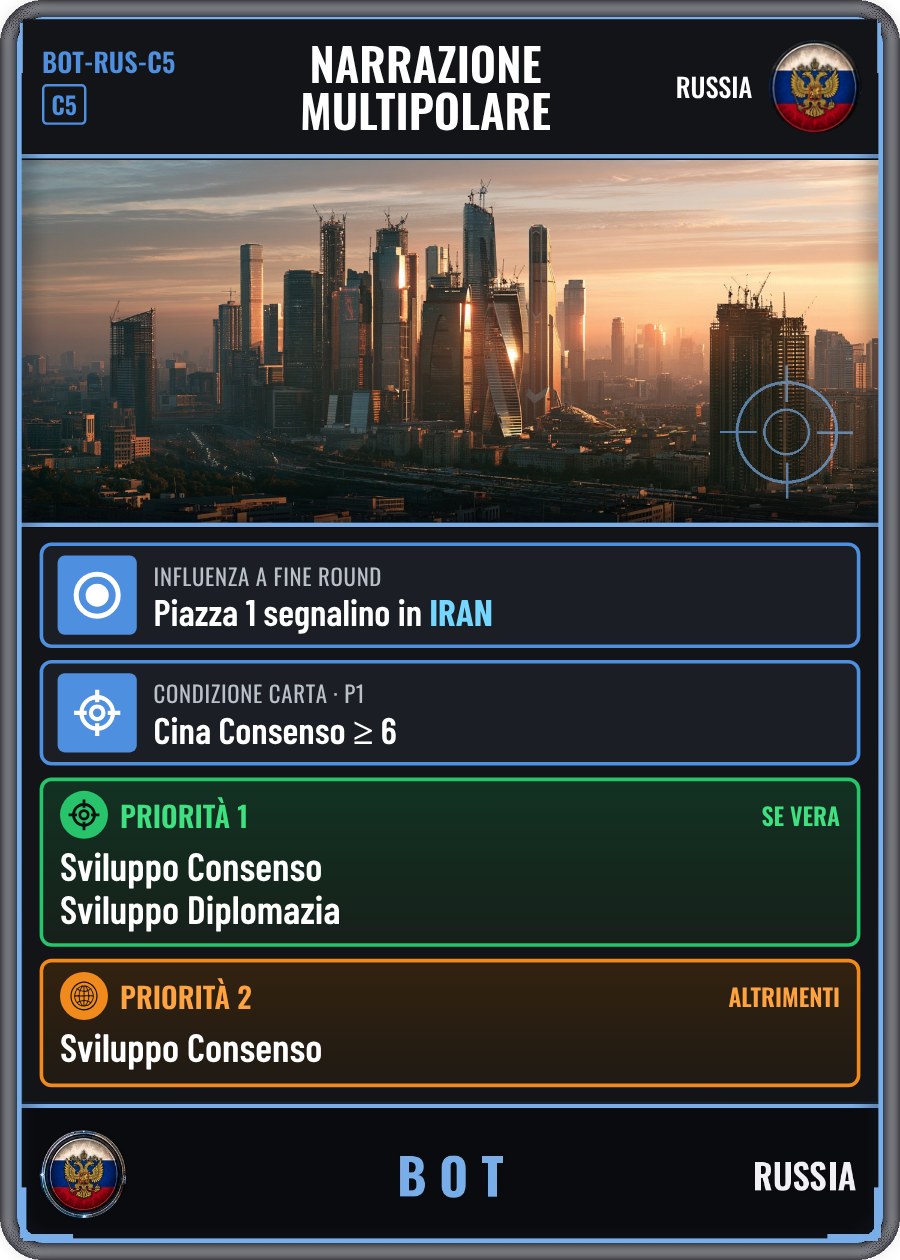 BOT-RUS-C5
C5
NARRAZIONE
MULTIPOLARE
RUSSIA
INFLUENZA A FINE ROUND
Piazza 1 segnalino in IRAN
CONDIZIONE CARTA · P1
Cina Consenso ≥ 6
PRIORITÀ 1
SE VERA
Sviluppo Consenso
Sviluppo Diplomazia
PRIORITÀ 2
ALTRIMENTI
Sviluppo Consenso
BOT
RUSSIA